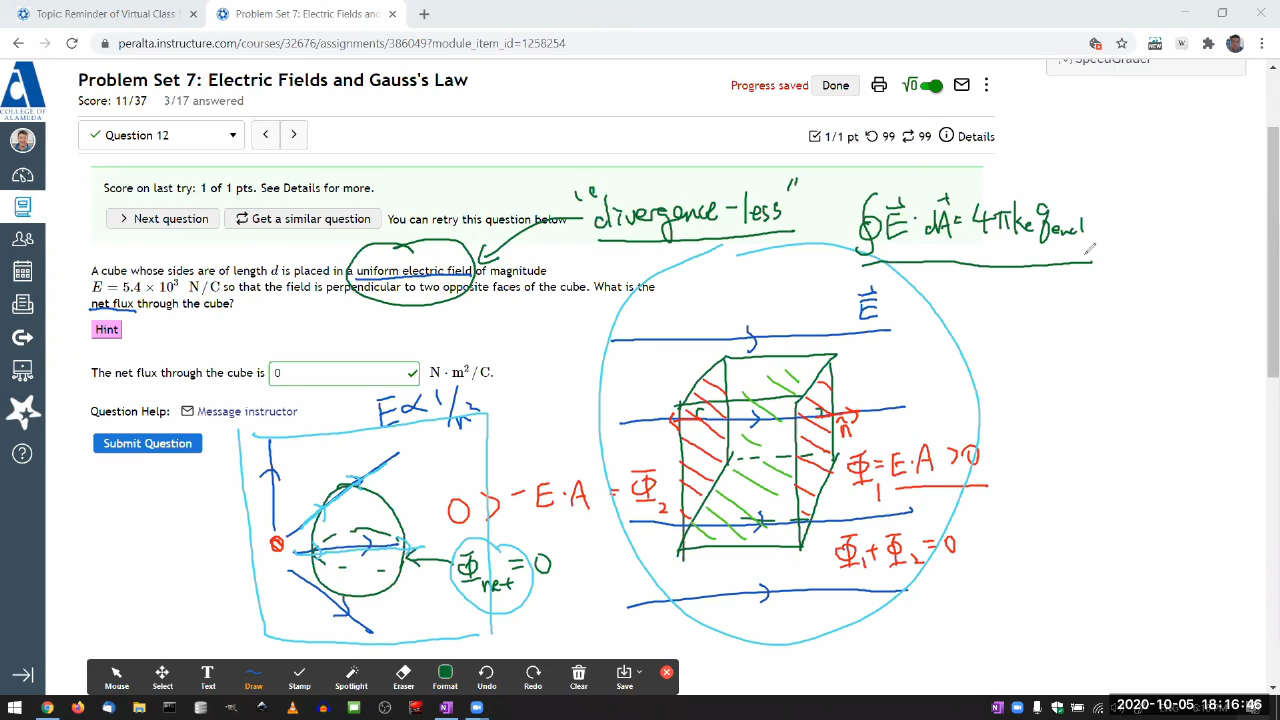 Topic: Reminder of Virtual Class
Problem Set 7: Electric Fields and
peralta.instructure.com/courses/32676/assignments/386049?module_item_id=1258254
SpeedGrader
COLLEGE OF
ALAMEDA
Problem Set 7: Electric Fields and Gauss's Law
Score: 11/37 3/17 answered
Progress saved Done √0
Question 12
1/1 pt 99 99 Details
Score on last try: 1 of 1 pts. See Details for more.
Next question Get a similar question You can retry this question below
"divergence-less"
∮E⃗·dA⃗ = 4πke qencl
A cube whose sides are of length d is placed in a uniform electric field of magnitude
E = 5.4 × 10³ N/C so that the field is perpendicular to two opposite faces of the cube. What is the
net flux through the cube?
Hint
E⃗
The net flux through the cube is 0 N · m²/C.
Question Help: Message instructor
E ∝ 1/r
Submit Question
n̂
0 > -E·A = Φ2
Φ1 = E·A > 0
Φ1 + Φ2 = 0
Φnet = 0
Mouse Select Text Draw Stamp Spotlight Eraser Format Undo Redo Clear Save
2020-10-05 18:16:46